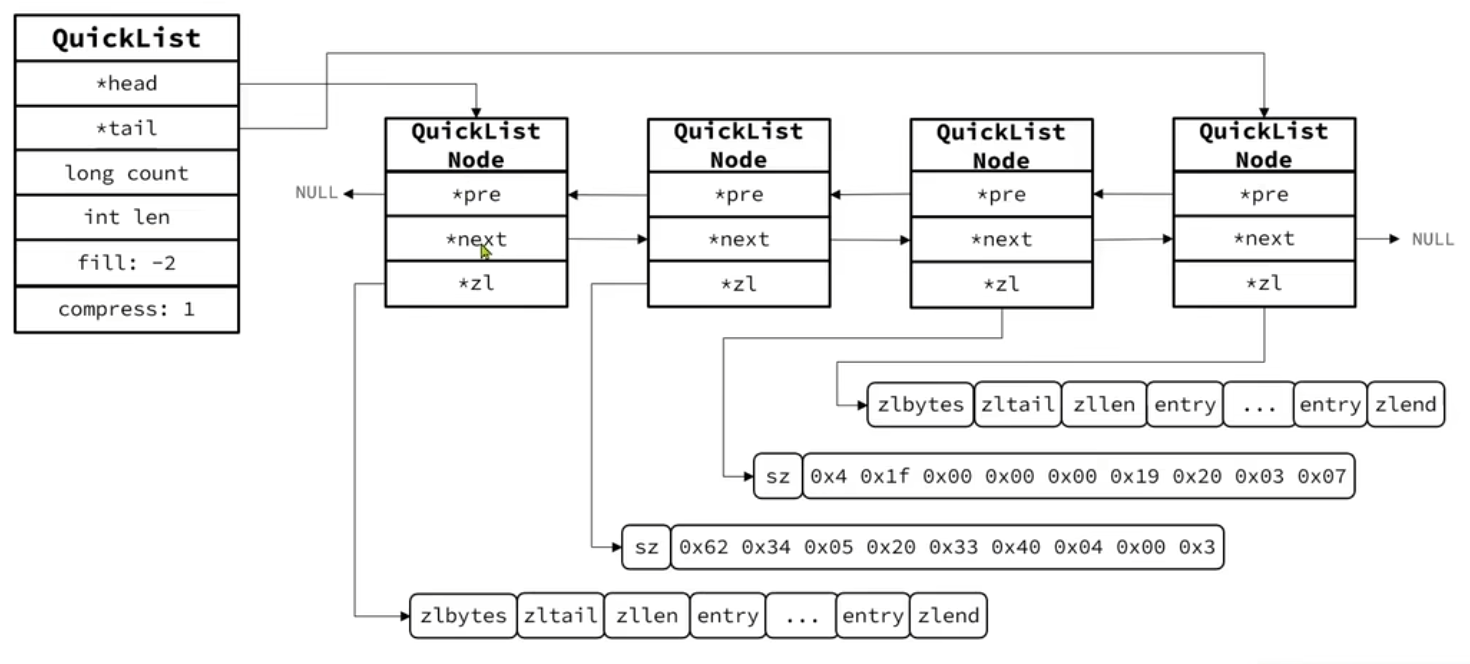 QuickList
*head
*tail
long count
int len
fill: -2
compress: 1
NULL
QuickList
Node
*pre
*next
*zl
QuickList
Node
*pre
*next
*zl
QuickList
Node
*pre
*next
*zl
QuickList
Node
*pre
*next
*zl
NULL
zlbytes zltail zllen entry ... entry zlend
sz 0x4 0x1f 0x00 0x00 0x00 0x19 0x20 0x03 0x07
sz 0x62 0x34 0x05 0x20 0x33 0x40 0x04 0x00 0x3
zlbytes zltail zllen entry ... entry zlend